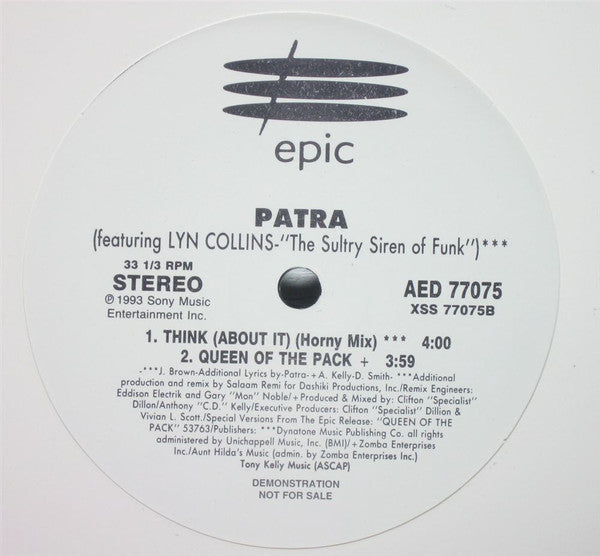 epic
PATRA
(featuring LYN COLLINS-"The Sultry Siren of Funk")***
33 1/3 RPM
STEREO
℗ 1993 Sony Music
Entertainment Inc.
AED 77075
XSS 77075B
1. THINK (ABOUT IT) (Horny Mix) *** 4:00
2. QUEEN OF THE PACK + 3:59
-***J. Brown-Additional Lyrics by-Patra-+A. Kelly-D. Smith- ***Additional
production and remix by Salaam Remi for Dashiki Productions, Inc./Remix Engineers:
Eddison Electrik and Gary "Mon" Noble/+Produced & Mixed by: Clifton "Specialist"
Dillon/Anthony "C.D." Kelly/Executive Producers: Clifton "Specialist" Dillion &
Vivian L. Scott./Special Versions From The Epic Release: "QUEEN OF THE
PACK" 53763/Publishers: ***Dynatone Music Publishing Co. all rights
administered by Unichappell Music, Inc. (BMI)/+Zomba Enterprises
Inc./Aunt Hilda's Music (admin. by Zomba Enterprises Inc.)
Tony Kelly Music (ASCAP)
DEMONSTRATION
NOT FOR SALE